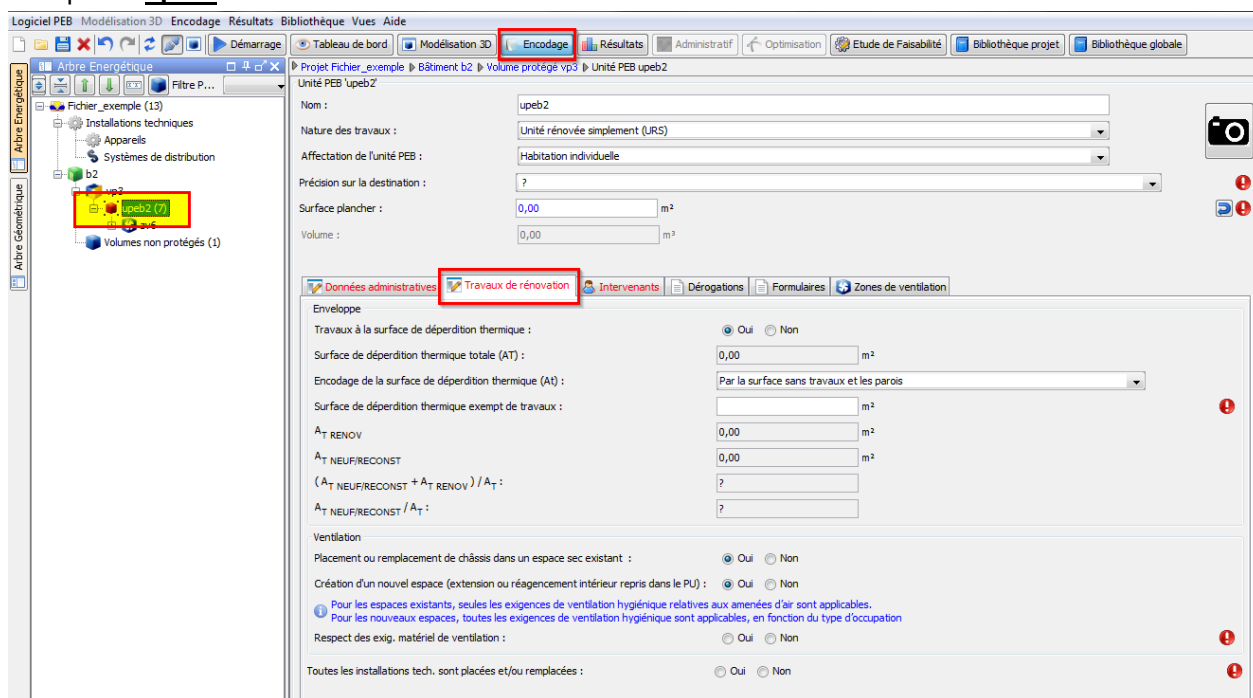 Logiciel PEB Modélisation 3D Encodage Résultats Bibliothèque Vues Aide
Démarrage Tableau de bord Modélisation 3D Encodage Résultats Administratif Optimisation Etude de Faisabilité Bibliothèque projet Bibliothèque globale
Arbre Energétique
Projet Fichier_exemple Bâtiment b2 Volume protégé vp3 Unité PEB upeb2
Filtre P...
Arbre Energétique
Arbre Géométrique
Fichier_exemple (13)
Installations techniques
Appareils
Systèmes de distribution
b2
vp3
upeb2 (7)
zv6
Volumes non protégés (1)
Unité PEB 'upeb2'
Nom : upeb2
Nature des travaux : Unité rénovée simplement (URS)
Affectation de l'unité PEB : Habitation individuelle
Précision sur la destination : ?
Surface plancher : 0,00 m²
Volume : 0,00 m³
Données administratives Travaux de rénovation Intervenants Dérogations Formulaires Zones de ventilation
Enveloppe
Travaux à la surface de déperdition thermique : Oui Non
Surface de déperdition thermique totale (AT) : 0,00 m²
Encodage de la surface de déperdition thermique (At) : Par la surface sans travaux et les parois
Surface de déperdition thermique exempt de travaux : m²
AT RENOV 0,00 m²
AT NEUF/RECONST 0,00 m²
(AT NEUF/RECONST + AT RENOV) / AT : ?
AT NEUF/RECONST / AT : ?
Ventilation
Placement ou remplacement de châssis dans un espace sec existant : Oui Non
Création d'un nouvel espace (extension ou réagencement intérieur repris dans le PU) : Oui Non
Pour les espaces existants, seules les exigences de ventilation hygiénique relatives aux amenées d'air sont applicables.
Pour les nouveaux espaces, toutes les exigences de ventilation hygiénique sont applicables, en fonction du type d'occupation
Respect des exig. matériel de ventilation : Oui Non
Toutes les installations tech. sont placées et/ou remplacées : Oui Non